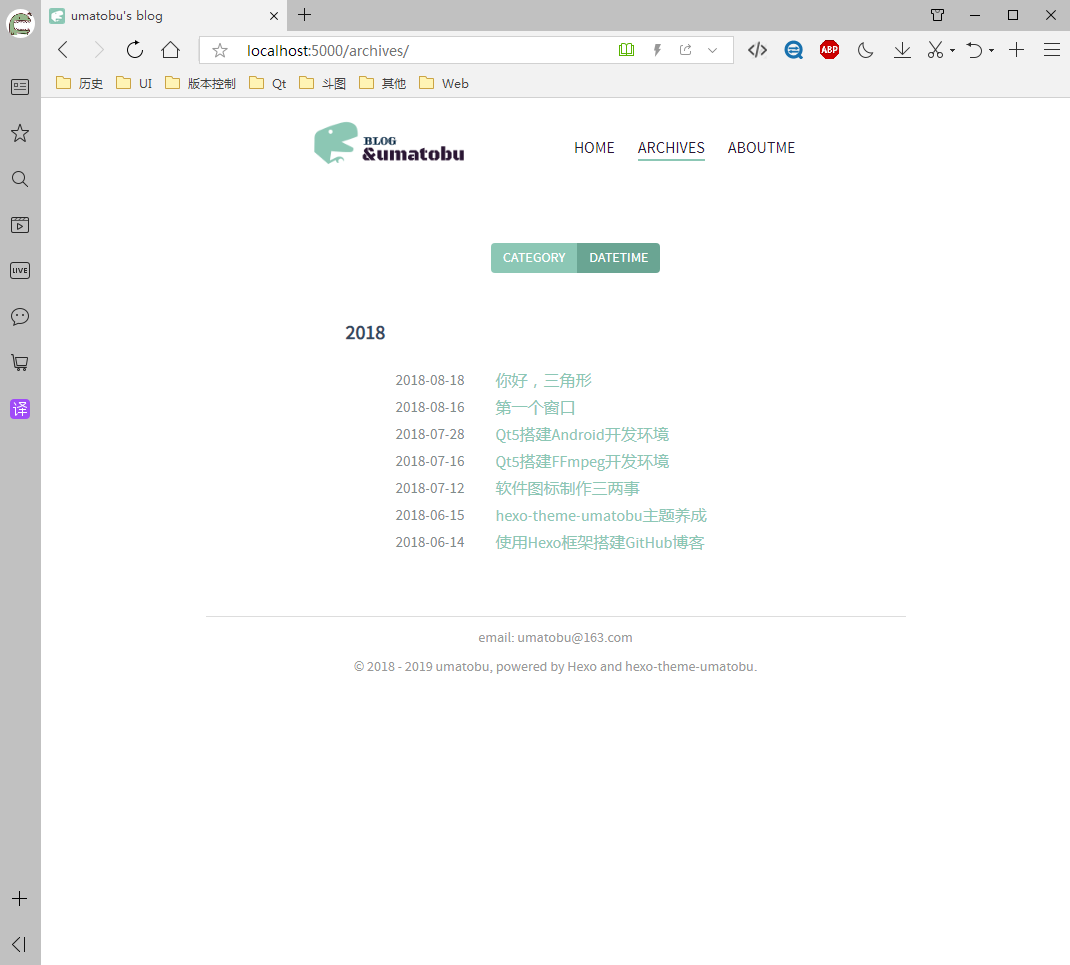 umatobu's blog
localhost:5000/archives/
ABP
历史 UI 版本控制 Qt 斗图 其他 Web
LIVE
译
BLOG
&umatobu
HOME ARCHIVES ABOUTME
CATEGORY DATETIME
2018
2018-08-18 你好，三角形
2018-08-16 第一个窗口
2018-07-28 Qt5搭建Android开发环境
2018-07-16 Qt5搭建FFmpeg开发环境
2018-07-12 软件图标制作三两事
2018-06-15 hexo-theme-umatobu主题养成
2018-06-14 使用Hexo框架搭建GitHub博客
email: umatobu@163.com
© 2018 - 2019 umatobu, powered by Hexo and hexo-theme-umatobu.